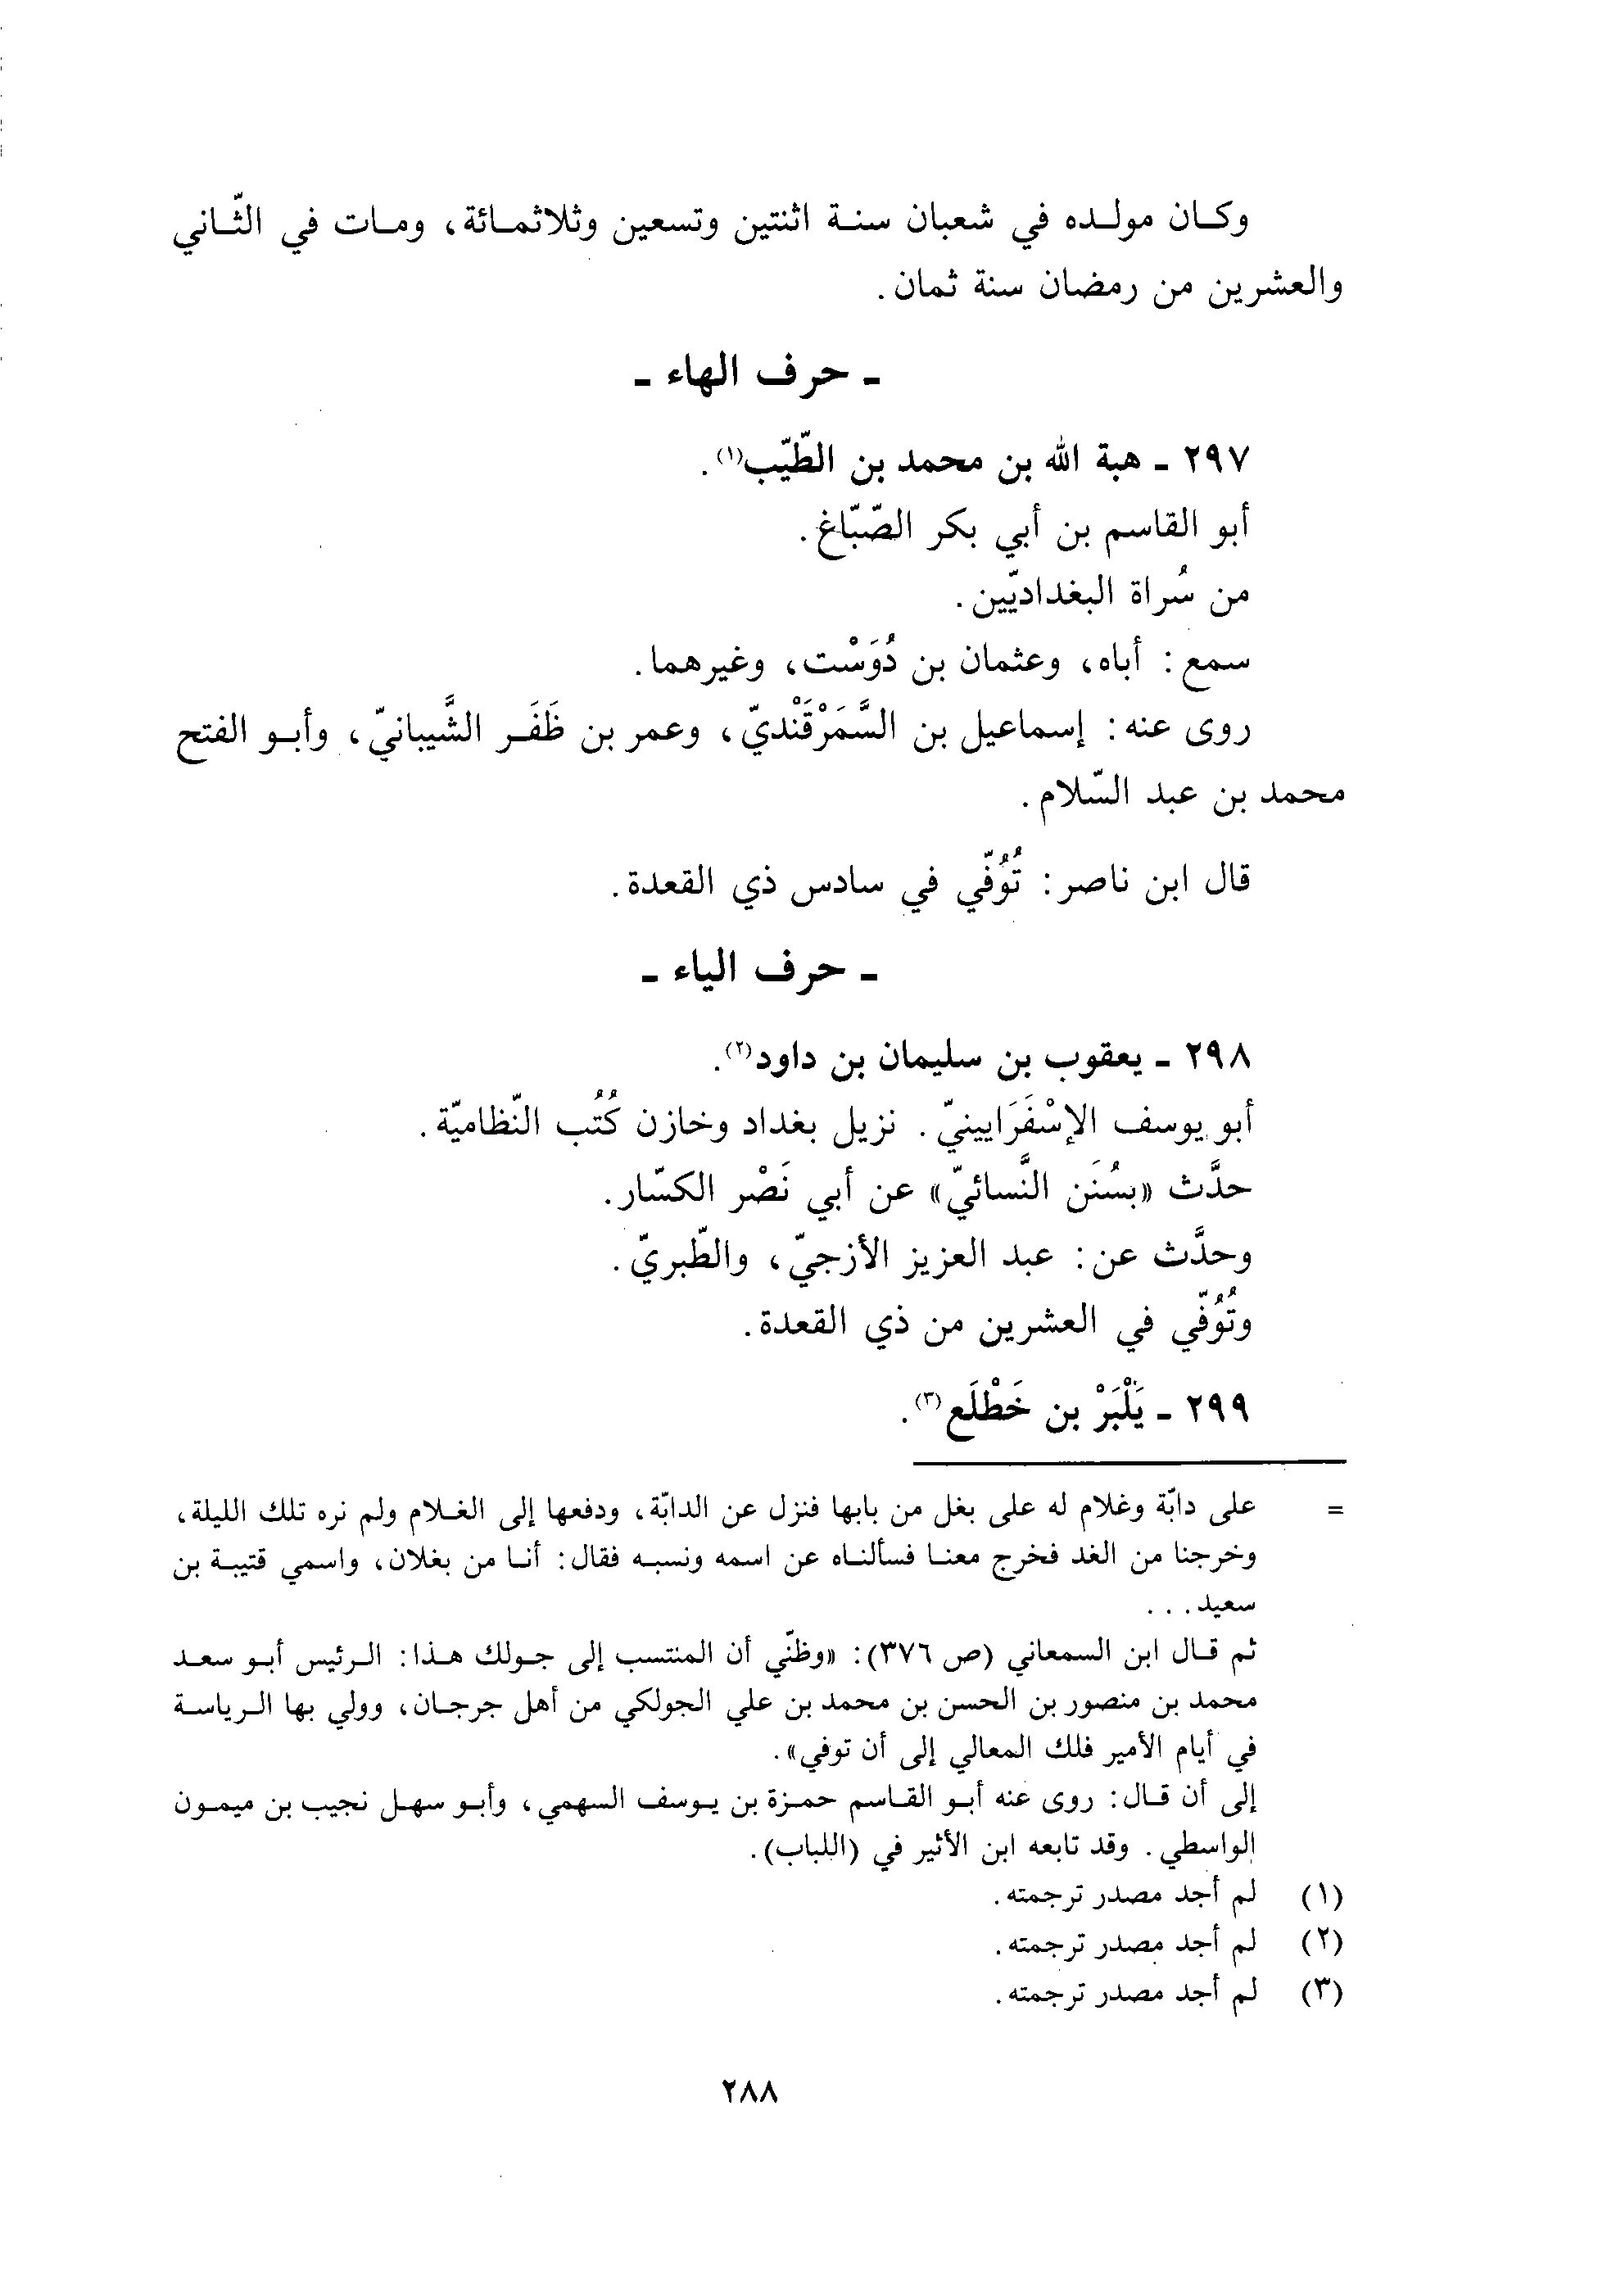 وكان مولده في شعبان سنة اثنتين وتسعين وثلاثمائة، ومات في الثّاني
والعشرين من رمضان سنة ثمان.
ـ حرف الهاء ـ
٢٩٧ ـ هبة الله بن محمد بن الطّيّب(١).
أبو القاسم بن أبي بكر الصّبّاغ.
من سُراة البغداديّين.
سمع: أباه، وعثمان بن دُوَسْت، وغيرهما.
روى عنه: إسماعيل بن السَّمَرْقَنْديّ، وعمر بن ظَفَر الشَّيبانيّ، وأبو الفتح
محمد بن عبد السّلام.
قال ابن ناصر: تُوُفّي في سادس ذي القعدة.
ـ حرف الياء ـ
٢٩٨ ـ يعقوب بن سليمان بن داود(٢).
أبو يوسف الإسْفَرَايينيّ. نزيل بغداد وخازن كُتُب النّظاميّة.
حدَّث «بسُنَن النَّسائيّ» عن أبي نَصْر الكسّار.
وحدَّث عن: عبد العزيز الأزجيّ، والطّبريّ.
وتُوُفّي في العشرين من ذي القعدة.
٢٩٩ ـ يَلْبَرْ بن خَطْلَع(٣).
= على دابّة وغلام له على بغل من بابها فنزل عن الدابّة، ودفعها إلى الغلام ولم نره تلك الليلة،
وخرجنا من الغد فخرج معنا فسألناه عن اسمه ونسبه فقال: أنا من بغلان، واسمي قتيبة بن
سعيد...
ثم قال ابن السمعاني (ص ٣٧٦): «وظنّي أن المنتسب إلى جولك هذا: الرئيس أبو سعد
محمد بن منصور بن الحسن بن محمد بن علي الجولكي من أهل جرجان، وولي بها الرياسة
في أيام الأمير فلك المعالي إلى أن توفي».
إلى أن قال: روى عنه أبو القاسم حمزة بن يوسف السهمي، وأبو سهل نجيب بن ميمون
الواسطي. وقد تابعه ابن الأثير في (اللباب).
(١) لم أجد مصدر ترجمته.
(٢) لم أجد مصدر ترجمته.
(٣) لم أجد مصدر ترجمته.
٢٨٨